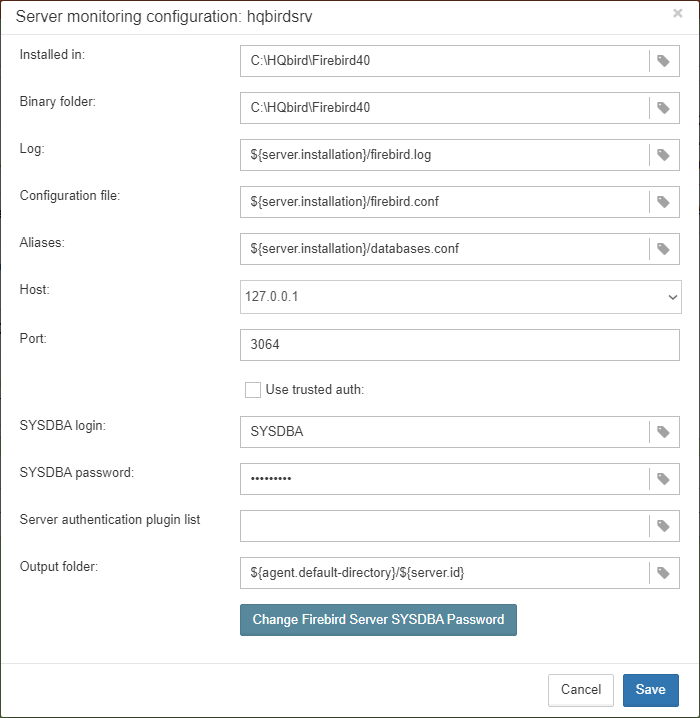 Server monitoring configuration: hqbirdsrv ×
Installed in: C:\HQbird\Firebird40
Binary folder: C:\HQbird\Firebird40
Log: ${server.installation}/firebird.log
Configuration file: ${server.installation}/firebird.conf
Aliases: ${server.installation}/databases.conf
Host: 127.0.0.1
Port: 3064
Use trusted auth:
SYSDBA login: SYSDBA
SYSDBA password: •••••••••
Server authentication plugin list
Output folder: ${agent.default-directory}/${server.id}
Change Firebird Server SYSDBA Password
Cancel Save